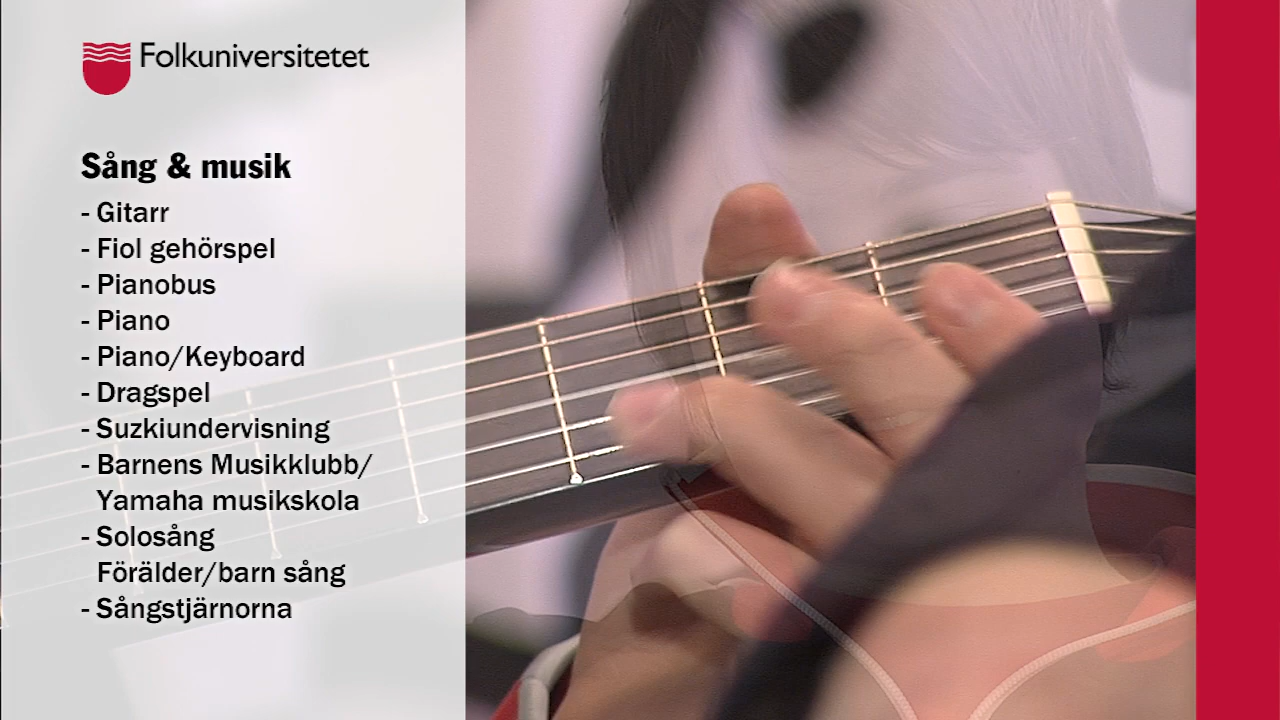 Folkuniversitetet
Sång & musik
- Gitarr
- Fiol gehörspel
- Pianobus
- Piano
- Piano/Keyboard
- Dragspel
- Suzkiundervisning
- Barnens Musikklubb/
Yamaha musikskola
- Solosång
Förälder/barn sång
- Sångstjärnorna